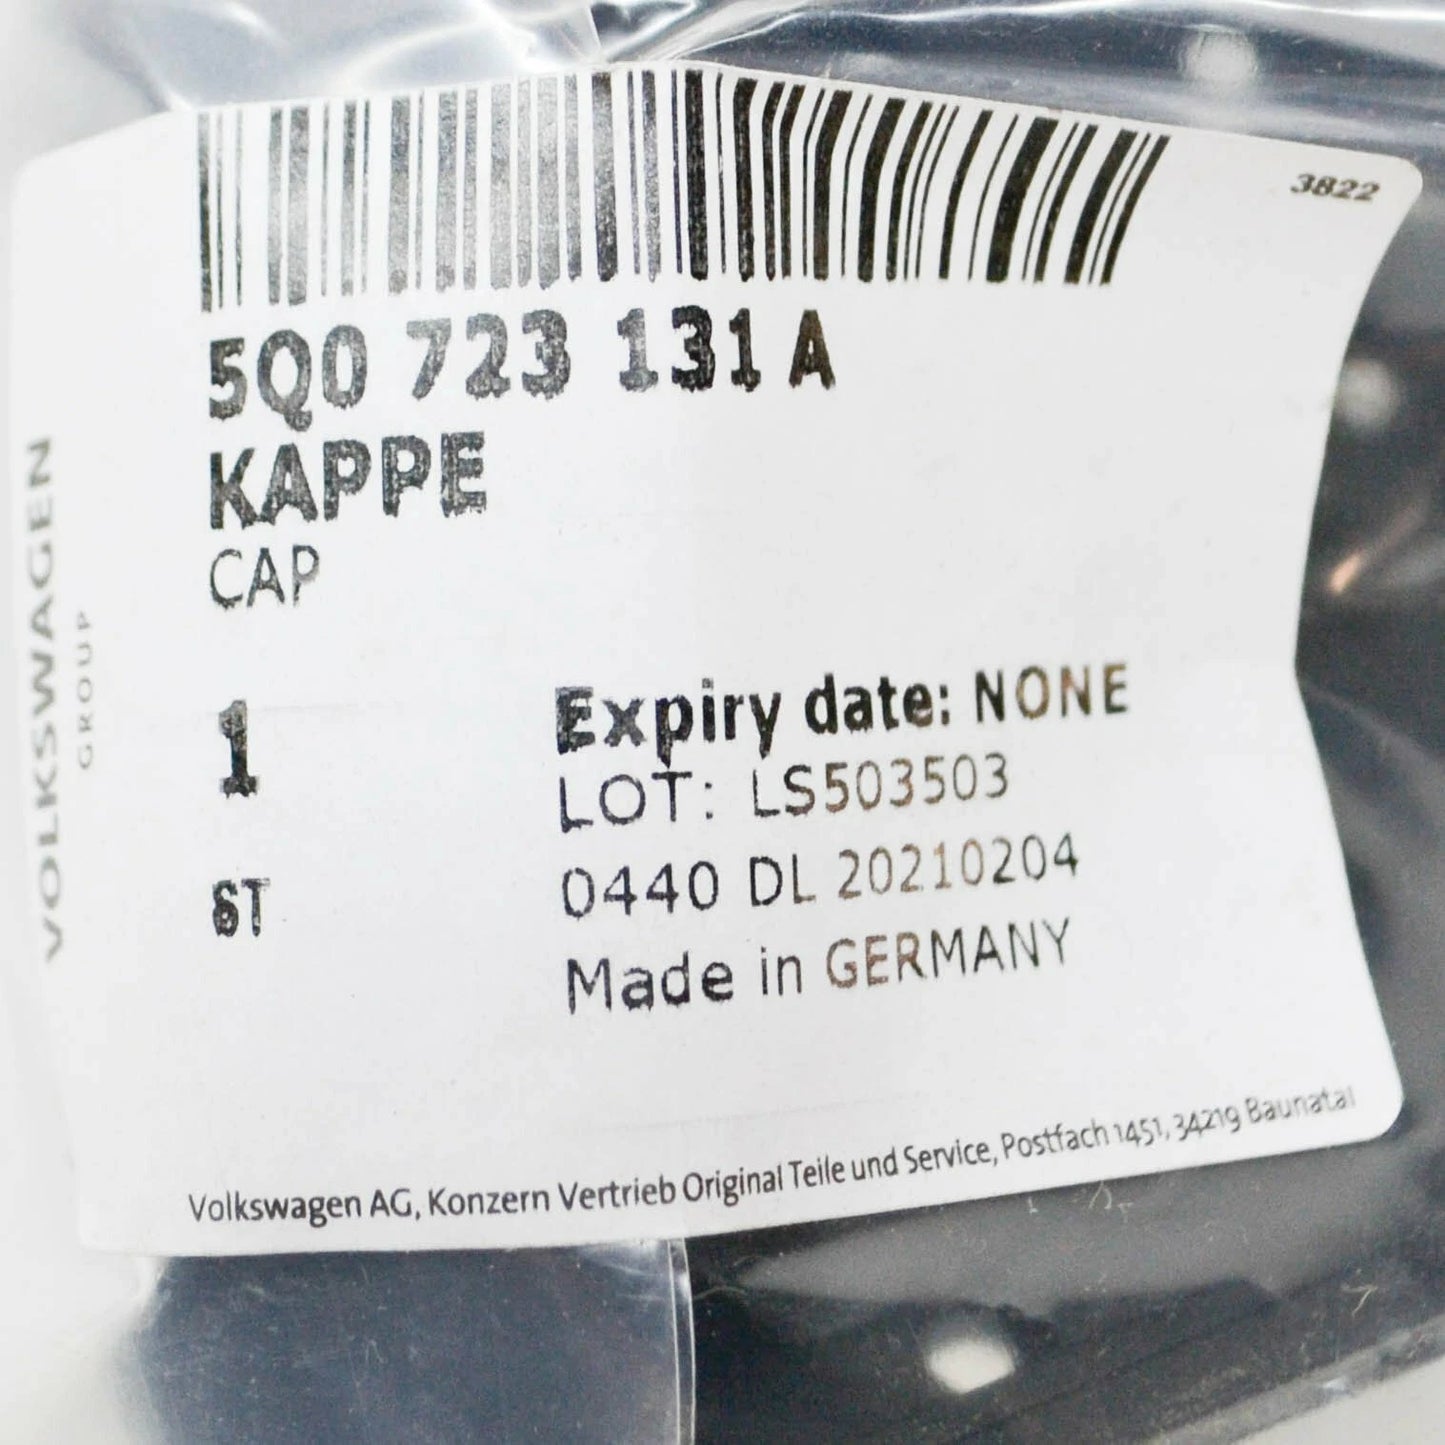 3822
5Q0 723 131 A
KAPPE
CAP
1
Expiry date: NONE
LOT: LS503503
ST
0440 DL 20210204
Made in GERMANY
Volkswagen AG, Konzern Vertrieb Original Teile und Service, Postfach 1451, 34219 Baunatal
VOLKSWAGEN
GROUP